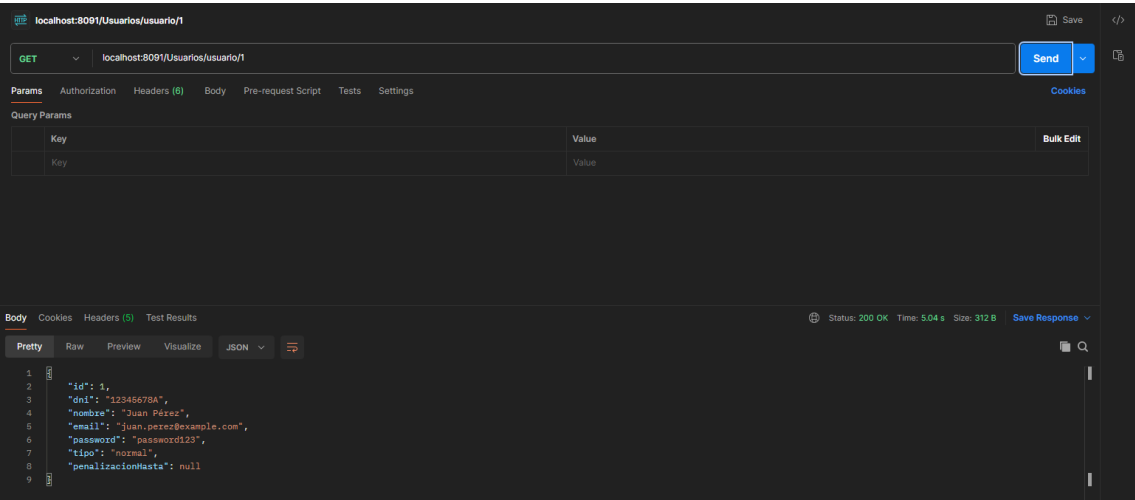 HTTP localhost:8091/Usuarios/usuario/1 Save </>
GET localhost:8091/Usuarios/usuario/1 Send
Params Authorization Headers (6) Body Pre-request Script Tests Settings Cookies
Query Params
Key Value Bulk Edit
Key Value
Body Cookies Headers (5) Test Results Status: 200 OK Time: 5.04 s Size: 312 B Save Response
Pretty Raw Preview Visualize JSON
1 {
2 "id": 1,
3 "dni": "12345678A",
4 "nombre": "Juan Pérez",
5 "email": "juan.perez@example.com",
6 "password": "password123",
7 "tipo": "normal",
8 "penalizacionHasta": null
9 }